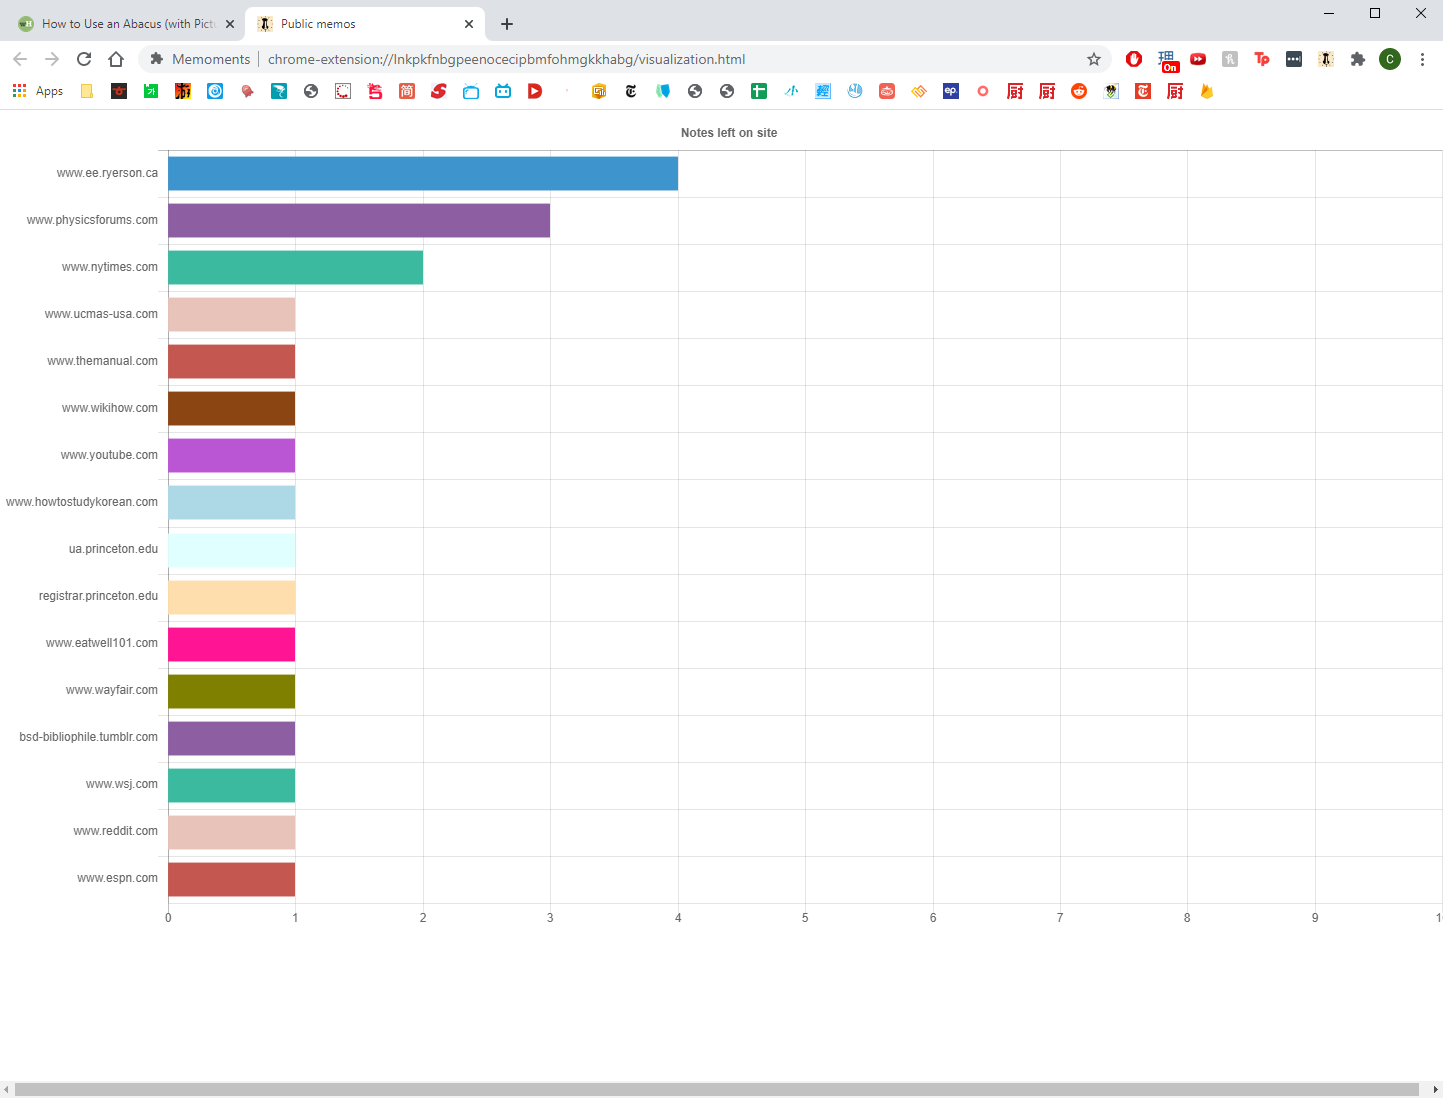 How to Use an Abacus (with Pictu
Public memos
Memoments
chrome-extension://lnkpkfnbgpeenocecipbmfohmgkkhabg/visualization.html
On
C
Apps
Notes left on site
www.ee.ryerson.ca
www.physicsforums.com
www.nytimes.com
www.ucmas-usa.com
www.themanual.com
www.wikihow.com
www.youtube.com
www.howtostudykorean.com
ua.princeton.edu
registrar.princeton.edu
www.eatwell101.com
www.wayfair.com
bsd-bibliophile.tumblr.com
www.wsj.com
www.reddit.com
www.espn.com
0 1 2 3 4 5 6 7 8 9 1